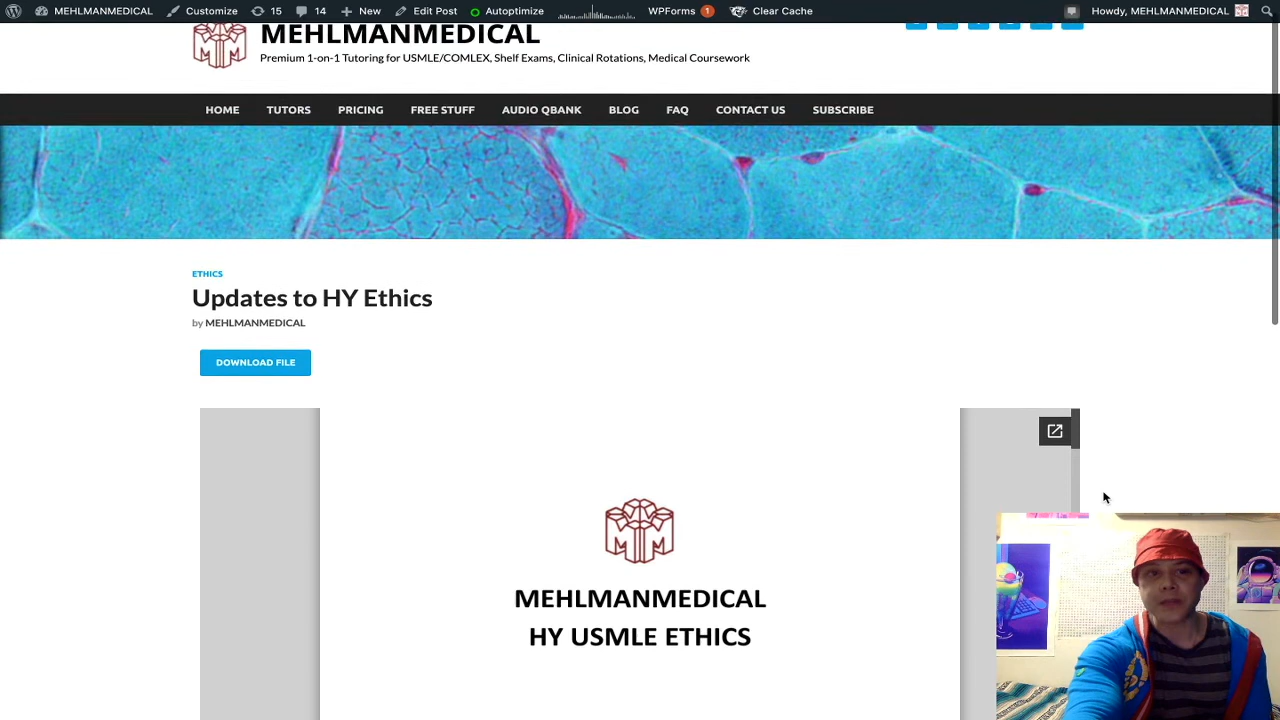 MEHLMANMEDICAL Customize 15 14 New Edit Post Autoptimize WPForms 1 Clear Cache Howdy, MEHLMANMEDICAL
MEHLMANMEDICAL
Premium 1-on-1 Tutoring for USMLE/COMLEX, Shelf Exams, Clinical Rotations, Medical Coursework
HOME TUTORS PRICING FREE STUFF AUDIO QBANK BLOG FAQ CONTACT US SUBSCRIBE
ETHICS
Updates to HY Ethics
by MEHLMANMEDICAL
DOWNLOAD FILE
MEHLMANMEDICAL
HY USMLE ETHICS